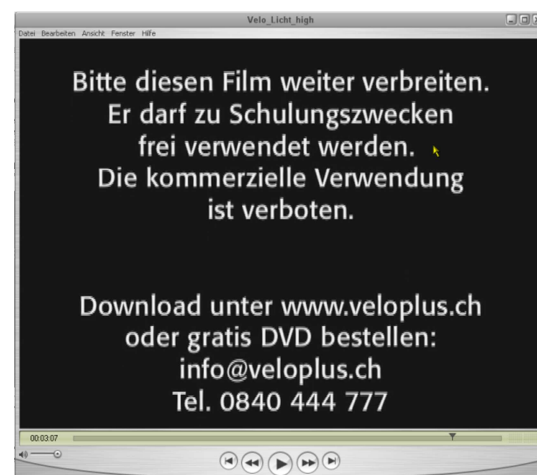 Velo_Licht_high
Datei Bearbeiten Ansicht Fenster Hilfe
Bitte diesen Film weiter verbreiten.
Er darf zu Schulungszwecken
frei verwendet werden.
Die kommerzielle Verwendung
ist verboten.
Download unter www.veloplus.ch
oder gratis DVD bestellen:
info@veloplus.ch
Tel. 0840 444 777
00:03:07